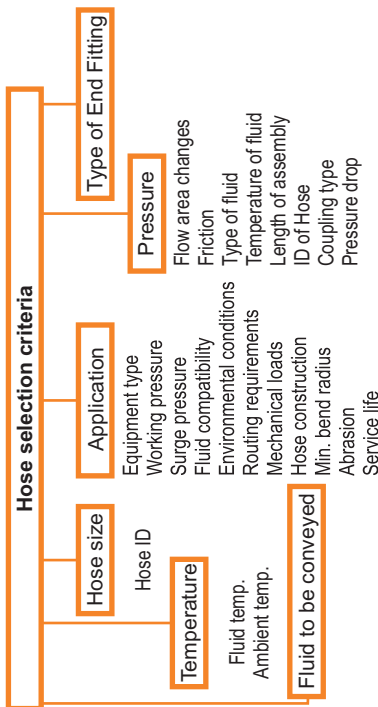 Hose selection criteria
Hose size
Hose ID
Temperature
Fluid temp.
Ambient temp.
Fluid to be conveyed
Application
Equipment type
Working pressure
Surge pressure
Fluid compatibility
Environmental conditions
Routing requirements
Mechanical loads
Hose construction
Min. bend radius
Abrasion
Service life
Type of End Fitting
Pressure
Flow area changes
Friction
Type of fluid
Temperature of fluid
Length of assembly
ID of Hose
Coupling type
Pressure drop